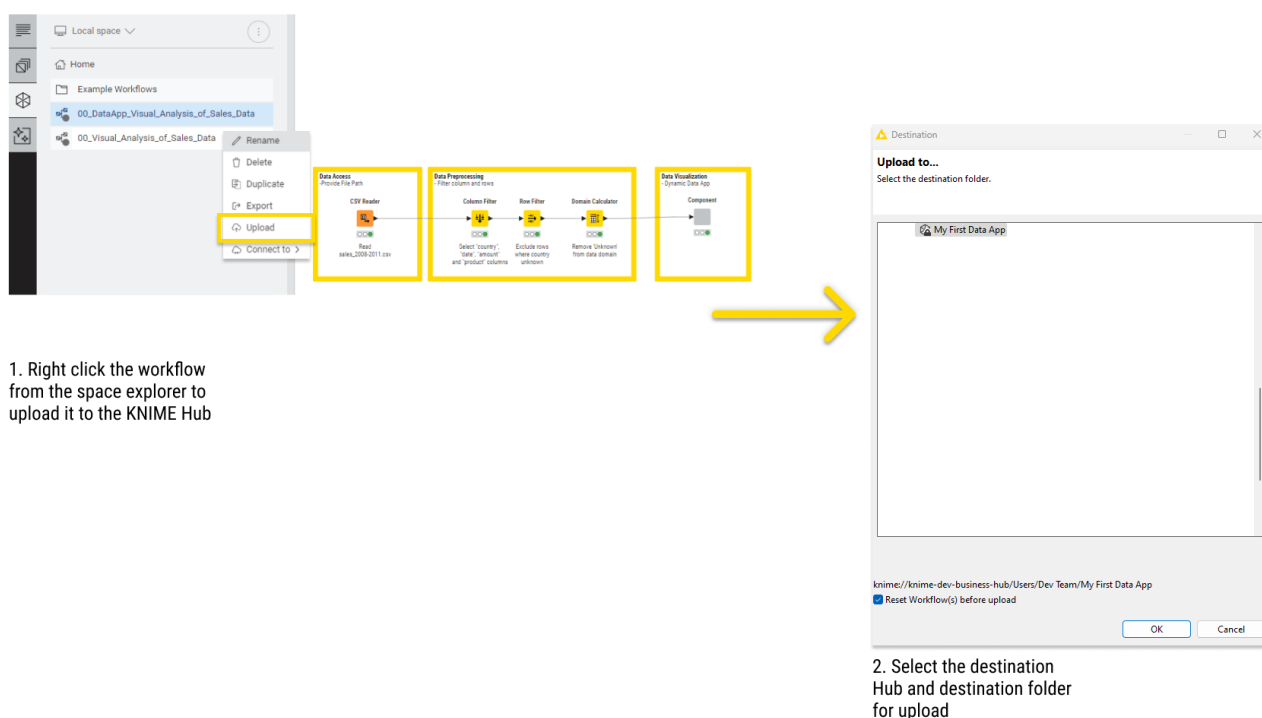 Local space
Home
Example Workflows
00_DataApp_Visual_Analysis_of_Sales_Data
00_Visual_Analysis_of_Sales_Data
Rename
Delete
Duplicate
Export
Upload
Connect to
Data Access
-Provide File Path
CSV Reader
Read
sales_2008-2011.csv
Data Preprocessing
- Filter column and rows
Column Filter
Row Filter
Domain Calculator
Select "country",
"date", "amount"
and "product" columns
Exclude rows
where country
unknown
Remove 'Unknown'
from data domain
Data Visualization
- Dynamic Data App
Component
1. Right click the workflow
from the space explorer to
upload it to the KNIME Hub
Destination
Upload to...
Select the destination folder.
My First Data App
knime://knime-dev-business-hub/Users/Dev Team/My First Data App
Reset Workflow(s) before upload
OK
Cancel
2. Select the destination
Hub and destination folder
for upload